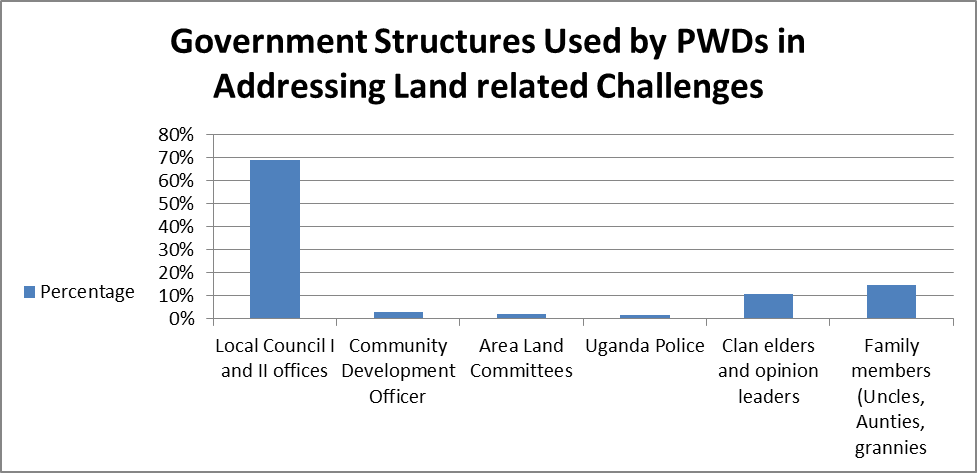 Government Structures Used by PWDs in
Addressing Land related Challenges
80%
70%
60%
50%
40%
30%
20%
10%
0%
Percentage
Local Council I
and II offices
Community
Development
Officer
Area Land
Committees
Uganda Police
Clan elders
and opinion
leaders
Family
members
(Uncles,
Aunties,
grannies